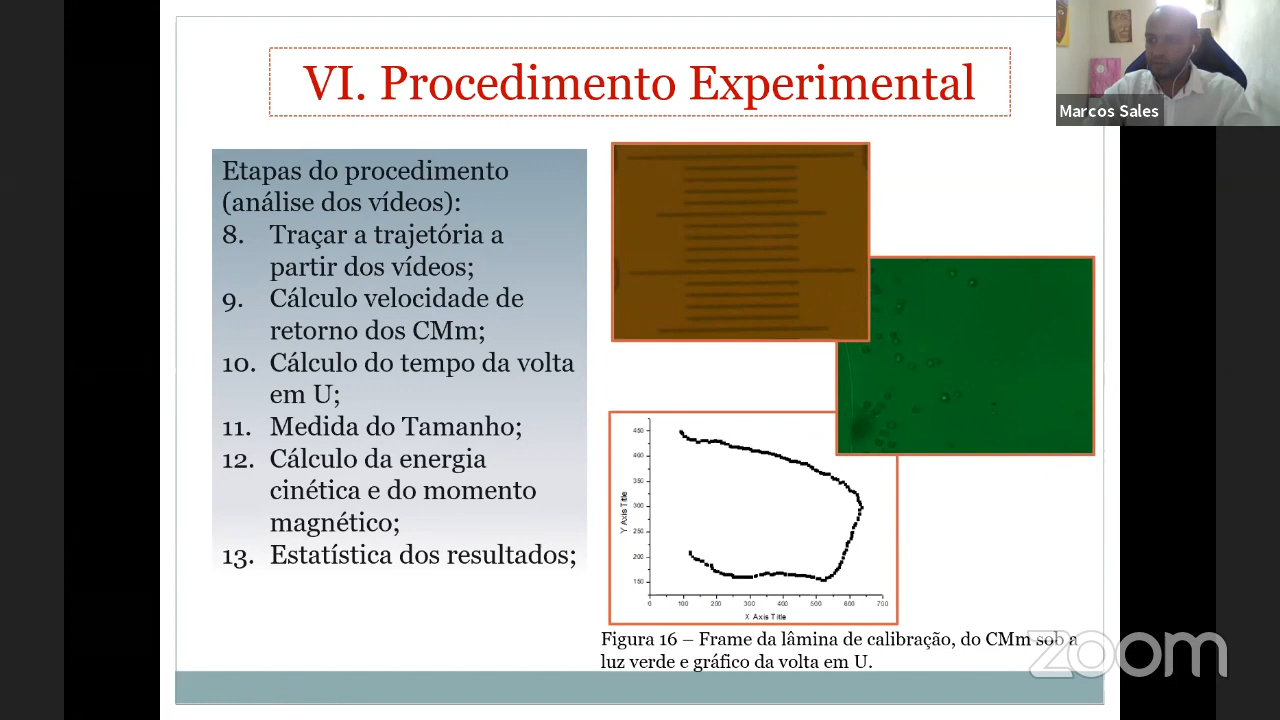 VI. Procedimento Experimental
Marcos Sales
Etapas do procedimento
(análise dos vídeos):
8. Traçar a trajetória a
partir dos vídeos;
9. Cálculo velocidade de
retorno dos CMm;
10. Cálculo do tempo da volta
em U;
11. Medida do Tamanho;
12. Cálculo da energia
cinética e do momento
magnético;
13. Estatística dos resultados;
450
400
350
300
250
200
150
Y Axis Title
0 100 200 300 400 500 600 700
X Axis Title
Figura 16 – Frame da lâmina de calibração, do CMm sob a
luz verde e gráfico da volta em U.
zoom